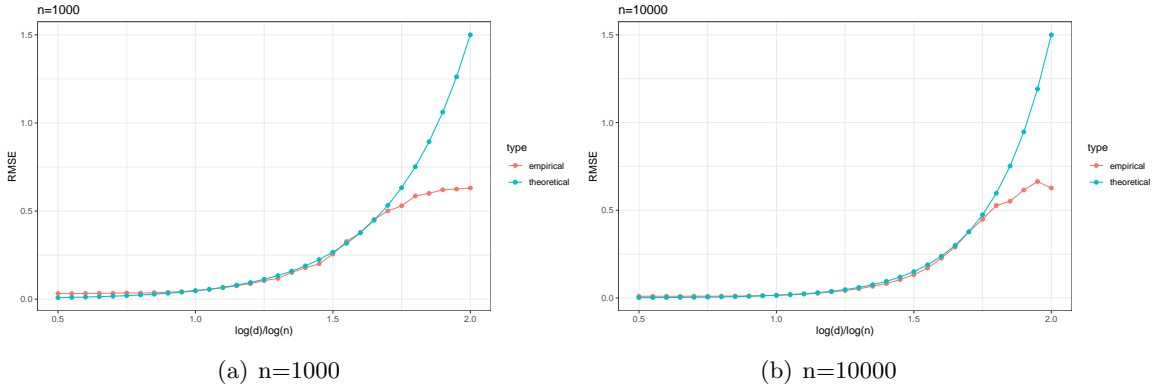 n=1000
1.5
1.0
0.5
0.0
RMSE
0.5
1.0
1.5
2.0
log(d)/log(n)
type
empirical
theoretical
(a) n=1000
n=10000
1.5
1.0
0.5
0.0
RMSE
0.5
1.0
1.5
2.0
log(d)/log(n)
type
empirical
theoretical
(b) n=10000